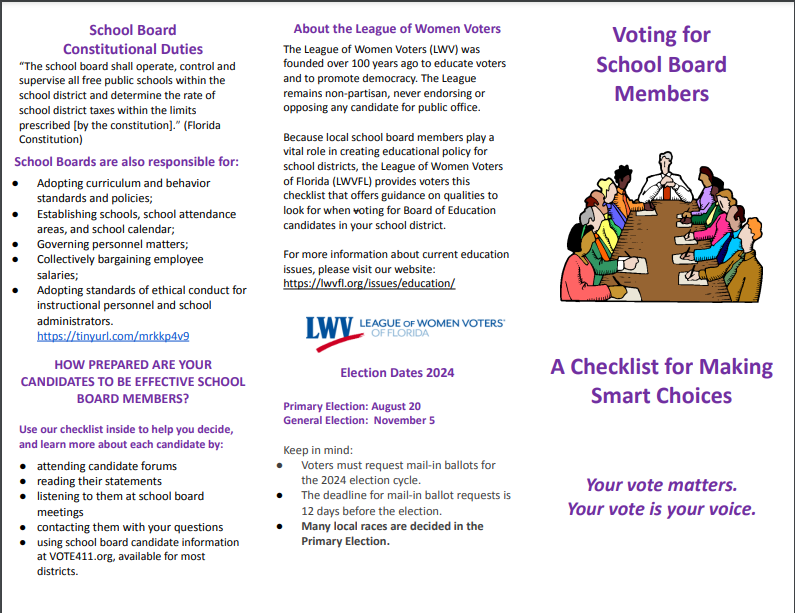 School Board
Constitutional Duties
“The school board shall operate, control and
supervise all free public schools within the
school district and determine the rate of
school district taxes within the limits
prescribed [by the constitution].” (Florida
Constitution)
School Boards are also responsible for:
● Adopting curriculum and behavior
standards and policies;
● Establishing schools, school attendance
areas, and school calendar;
● Governing personnel matters;
● Collectively bargaining employee
salaries;
● Adopting standards of ethical conduct for
instructional personnel and school
administrators.
https://tinyurl.com/mrkkp4v9
HOW PREPARED ARE YOUR
CANDIDATES TO BE EFFECTIVE SCHOOL
BOARD MEMBERS?
Use our checklist inside to help you decide,
and learn more about each candidate by:
● attending candidate forums
● reading their statements
● listening to them at school board
meetings
● contacting them with your questions
● using school board candidate information
at VOTE411.org, available for most
districts.
About the League of Women Voters
The League of Women Voters (LWV) was
founded over 100 years ago to educate voters
and to promote democracy. The League
remains non-partisan, never endorsing or
opposing any candidate for public office.
Because local school board members play a
vital role in creating educational policy for
school districts, the League of Women Voters
of Florida (LWVFL) provides voters this
checklist that offers guidance on qualities to
look for when voting for Board of Education
candidates in your school district.
For more information about current education
issues, please visit our website:
https://lwvfl.org/issues/education/
LWV LEAGUE OF WOMEN VOTERS®
OF FLORIDA
Election Dates 2024
Primary Election: August 20
General Election: November 5
Keep in mind:
● Voters must request mail-in ballots for
the 2024 election cycle.
● The deadline for mail-in ballot requests is
12 days before the election.
● Many local races are decided in the
Primary Election.
Voting for
School Board
Members
A Checklist for Making
Smart Choices
Your vote matters.
Your vote is your voice.